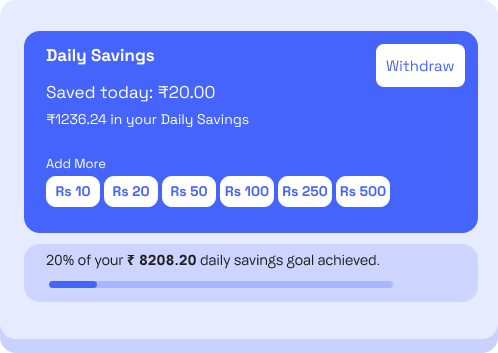 Daily Savings
Withdraw
Saved today: ₹20.00
₹1236.24 in your Daily Savings
Add More
Rs 10 Rs 20 Rs 50 Rs 100 Rs 250 Rs 500
20% of your ₹ 8208.20 daily savings goal achieved.